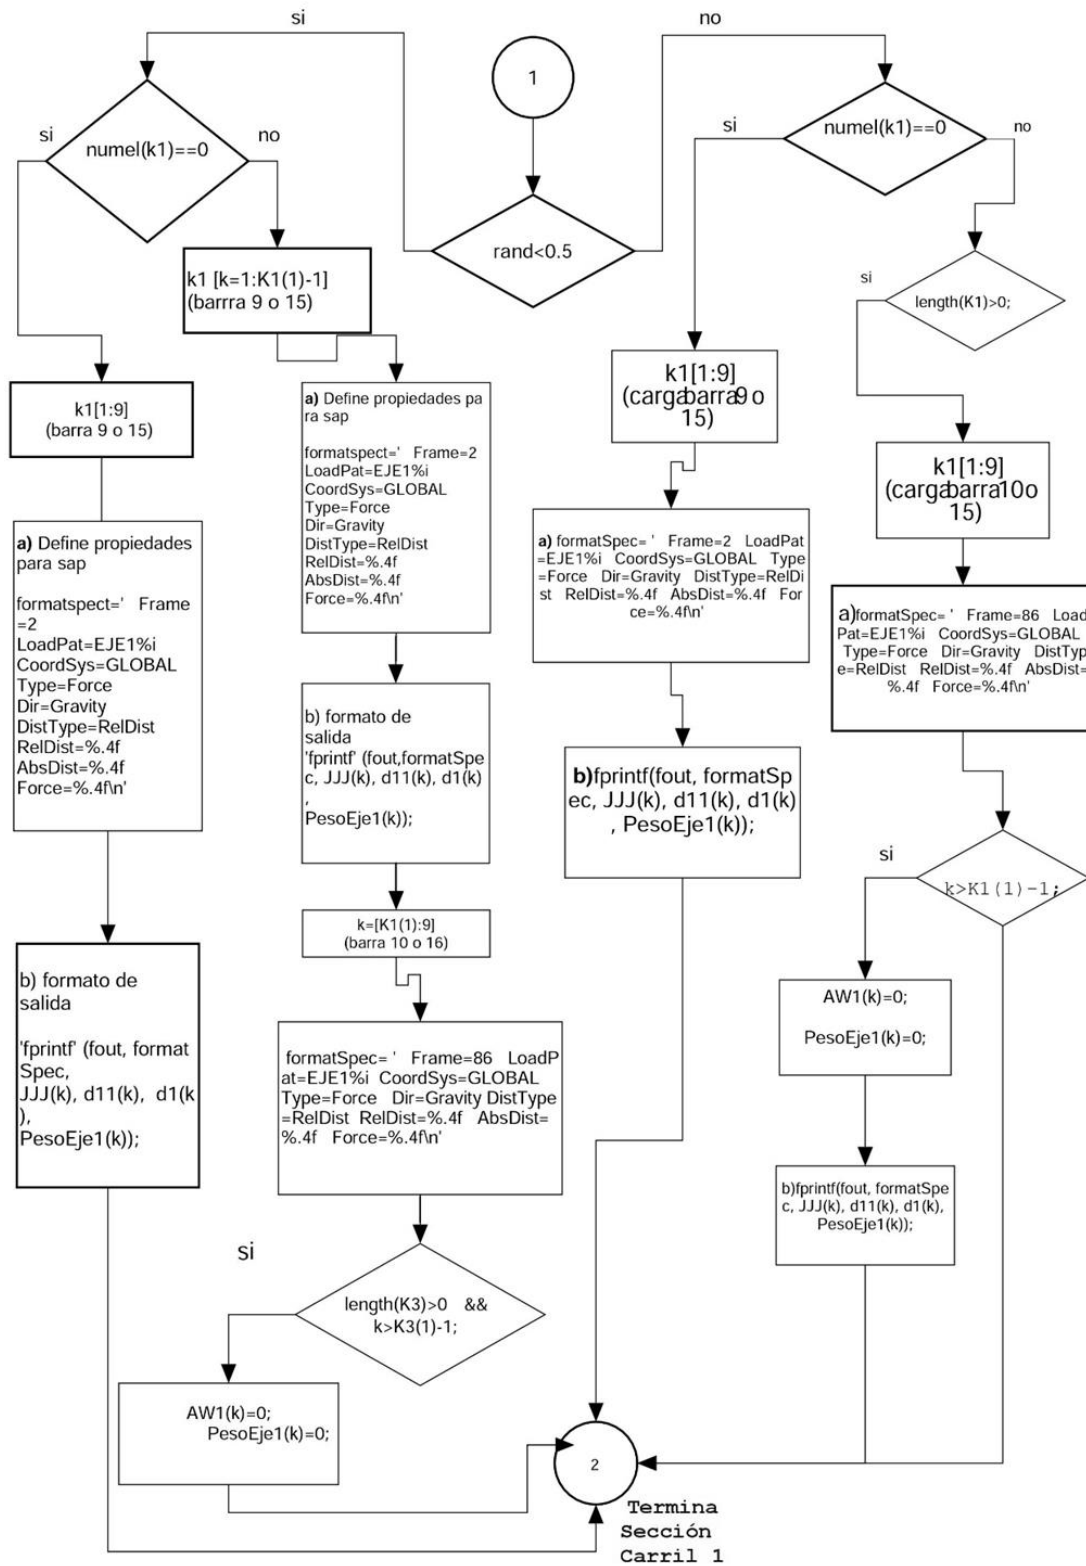 si
no
1
si
numel(k1)==0
no
si
numel(k1)==0
no
rand<0.5
k1 [k=1:K1(1)-1]
(barrra 9 o 15)
si
length(K1)>0;
k1[1:9]
(barra 9 o 15)
a) Define propiedades pa
ra sap
formatspect=' Frame=2
LoadPat=EJE1%i
CoordSys=GLOBAL
Type=Force
Dir=Gravity
DistType=RelDist
RelDist=%.4f
AbsDist=%.4f
Force=%.4f\n'
k1[1:9]
(carga barra 9 o
15)
k1[1:9]
(carga barra 10 o
15)
a) Define propiedades
para sap
formatspect=' Frame
=2
LoadPat=EJE1%i
CoordSys=GLOBAL
Type=Force
Dir=Gravity
DistType=RelDist
RelDist=%.4f
AbsDist=%.4f
Force=%.4f\n'
a) formatSpec= ' Frame=2 LoadPat
=EJE1%i CoordSys=GLOBAL Type
=Force Dir=Gravity DistType=RelDi
st RelDist=%.4f AbsDist=%.4f For
ce=%.4f\n'
a)formatSpec= ' Frame=86 Load
Pat=EJE1%i CoordSys=GLOBAL
Type=Force Dir=Gravity DistTyp
e=RelDist RelDist=%.4f AbsDist=
%.4f Force=%.4f\n'
b) formato de
salida
'fprintf' (fout,formatSpe
c, JJJ(k), d11(k), d1(k)
,
PesoEje1(k));
b)fprintf(fout, formatSp
ec, JJJ(k), d11(k), d1(k)
, PesoEje1(k));
si
k>K1(1)-1;
k=[K1(1):9]
(barra 10 o 16)
b) formato de
salida
'fprintf' (fout, format
Spec,
JJJ(k), d11(k), d1(k
),
PesoEje1(k));
AW1(k)=0;
PesoEje1(k)=0;
formatSpec= ' Frame=86 LoadP
at=EJE1%i CoordSys=GLOBAL
Type=Force Dir=Gravity DistType
=RelDist RelDist=%.4f AbsDist=
%.4f Force=%.4f\n'
b)fprintf(fout, formatSpe
c, JJJ(k), d11(k), d1(k),
PesoEje1(k));
si
length(K3)>0 &&
k>K3(1)-1;
AW1(k)=0;
PesoEje1(k)=0;
2
Termina
Sección
Carril 1